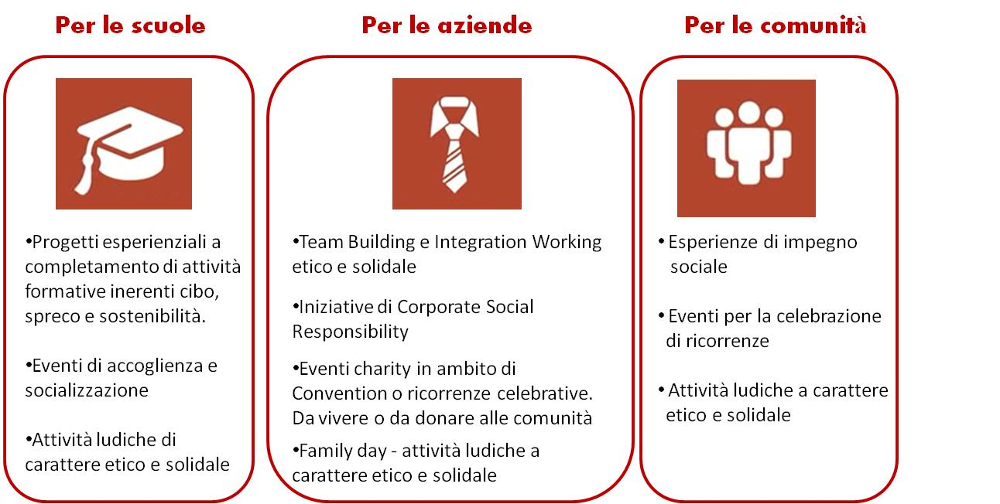 Per le scuole
•Progetti esperienziali a
completamento di attività
formative inerenti cibo,
spreco e sostenibilità.
•Eventi di accoglienza e
socializzazione
•Attività ludiche di
carattere etico e solidale
Per le aziende
•Team Building e Integration Working
etico e solidale
•Iniziative di Corporate Social
Responsibility
•Eventi charity in ambito di
Convention o ricorrenze celebrative.
Da vivere o da donare alle comunità
•Family day - attività ludiche a
carattere etico e solidale
Per le comunità
• Esperienze di impegno
sociale
• Eventi per la celebrazione
di ricorrenze
• Attività ludiche a carattere
etico e solidale